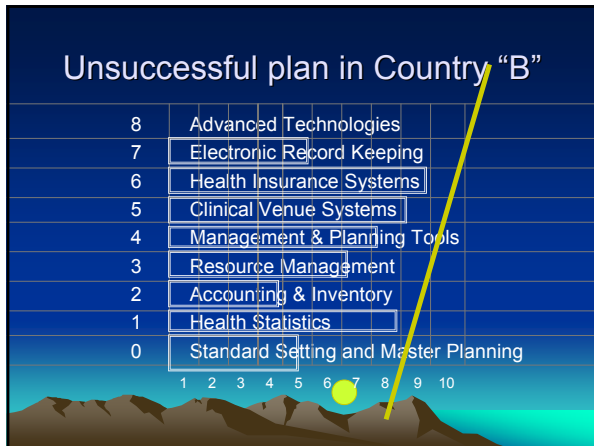 Unsuccessful plan in Country “B”
8 Advanced Technologies
7 Electronic Record Keeping
6 Health Insurance Systems
5 Clinical Venue Systems
4 Management & Planning Tools
3 Resource Management
2 Accounting & Inventory
1 Health Statistics
0 Standard Setting and Master Planning
1 2 3 4 5 6 7 8 9 10